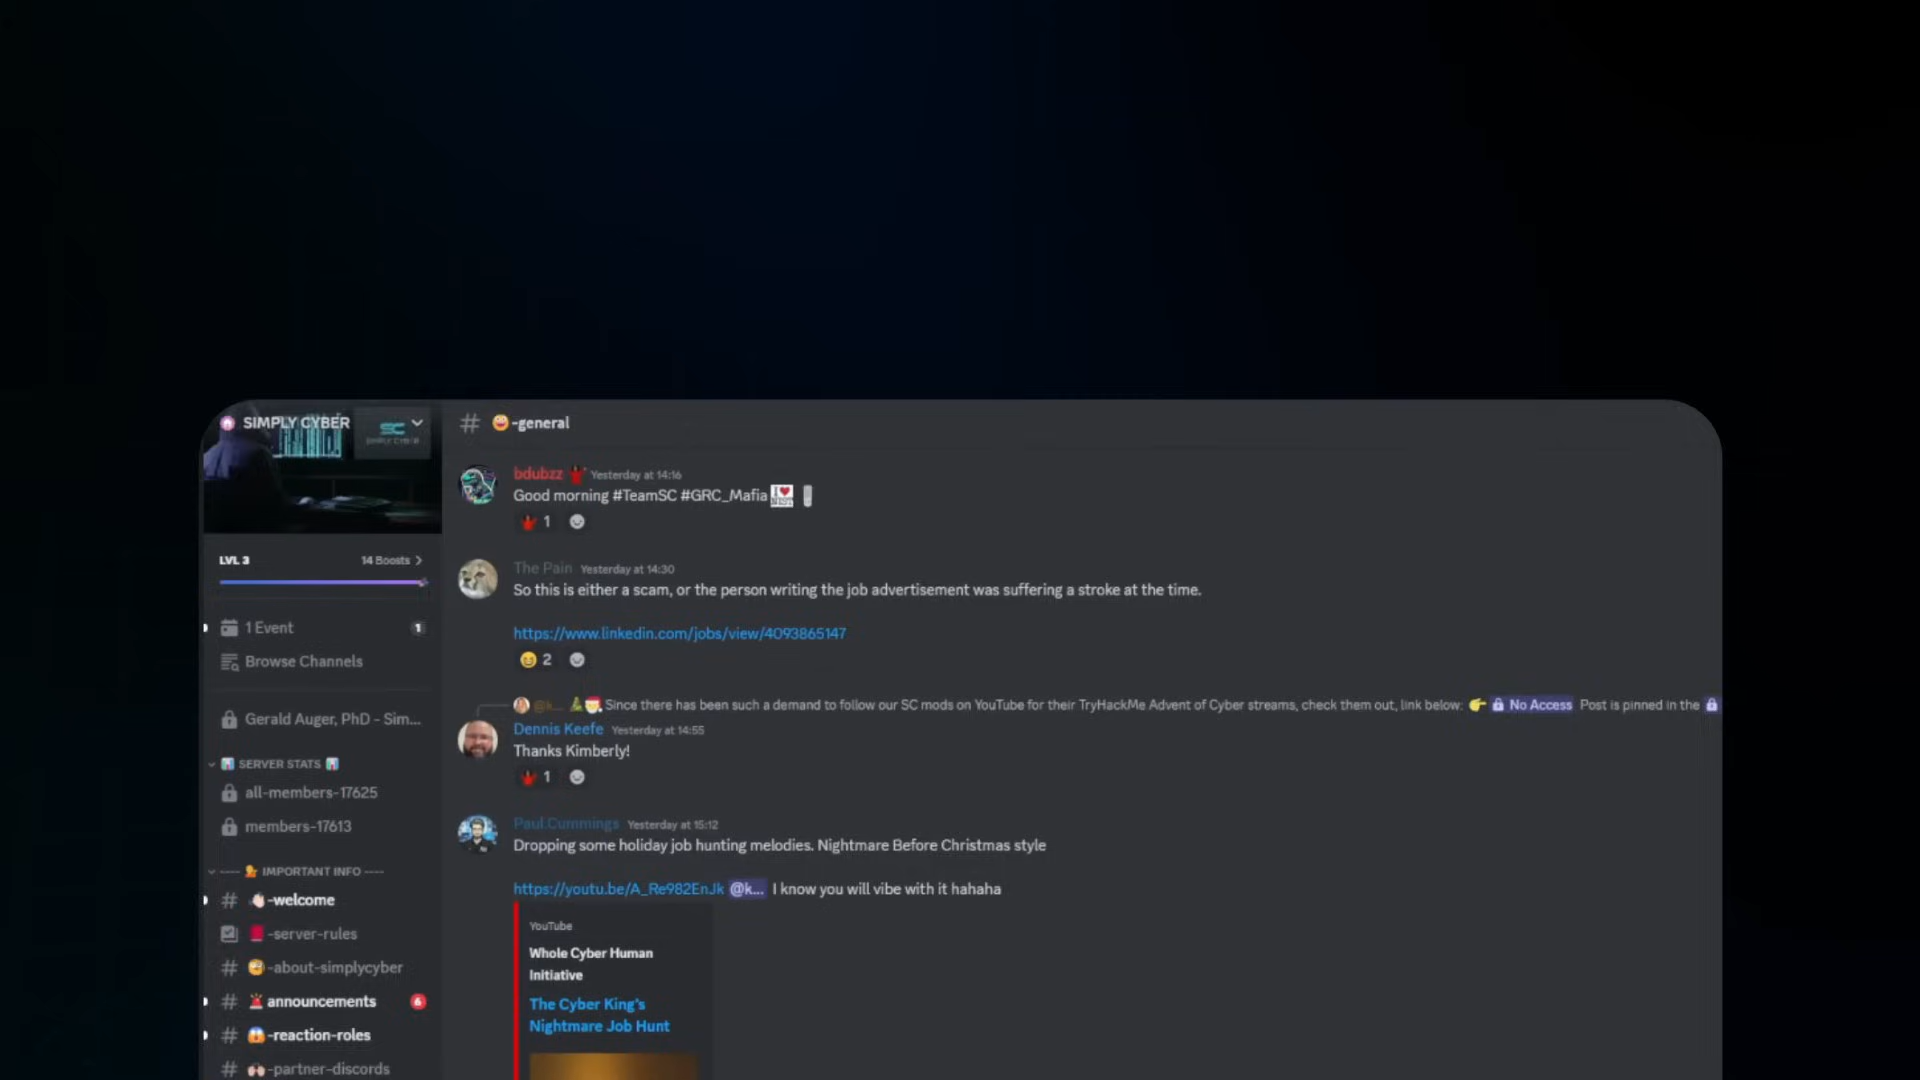 SIMPLY CYBER
SC
SIMPLY CYBER
LVL 3
14 Boosts
1 Event
1
Browse Channels
Gerald Auger, PhD - Sim...
SERVER STATS
all-members-17625
members-17613
---- IMPORTANT INFO ----
-welcome
-server-rules
-about-simplycyber
announcements
6
-reaction-roles
-partner-discords
-general
bdubzz Yesterday at 14:16
Good morning #TeamSC #GRC_Mafia
1
The Pain Yesterday at 14:30
So this is either a scam, or the person writing the job advertisement was suffering a stroke at the time.
https://www.linkedin.com/jobs/view/4093865147
2
@k... Since there has been such a demand to follow our SC mods on YouTube for their TryHackMe Advent of Cyber streams, check them out, link below: No Access Post is pinned in the
Dennis Keefe Yesterday at 14:55
Thanks Kimberly!
1
Paul Cummings Yesterday at 15:12
Dropping some holiday job hunting melodies. Nightmare Before Christmas style
https://youtu.be/A_Re982EnJk @k... I know you will vibe with it hahaha
YouTube
Whole Cyber Human
Initiative
The Cyber King's
Nightmare Job Hunt